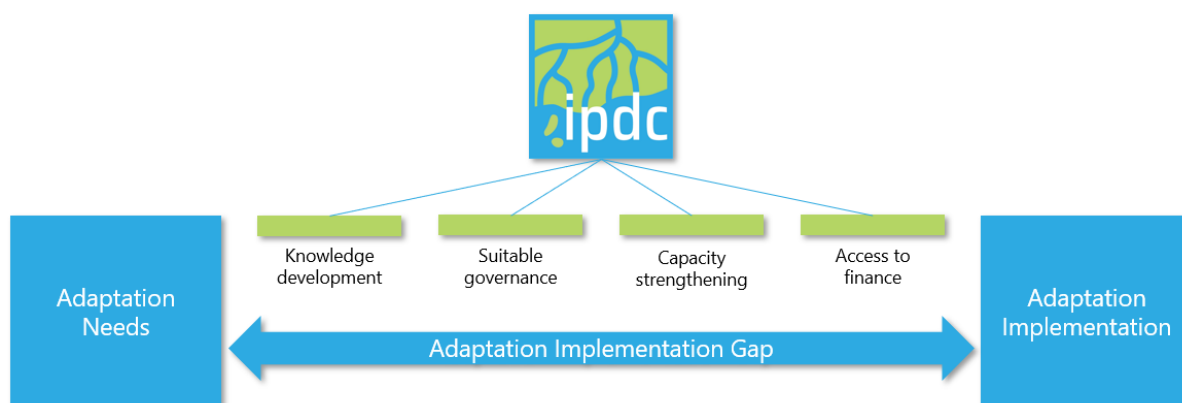 ipdc
Knowledge
development
Suitable
governance
Capacity
strengthening
Access to
finance
Adaptation
Needs
Adaptation Implementation Gap
Adaptation
Implementation